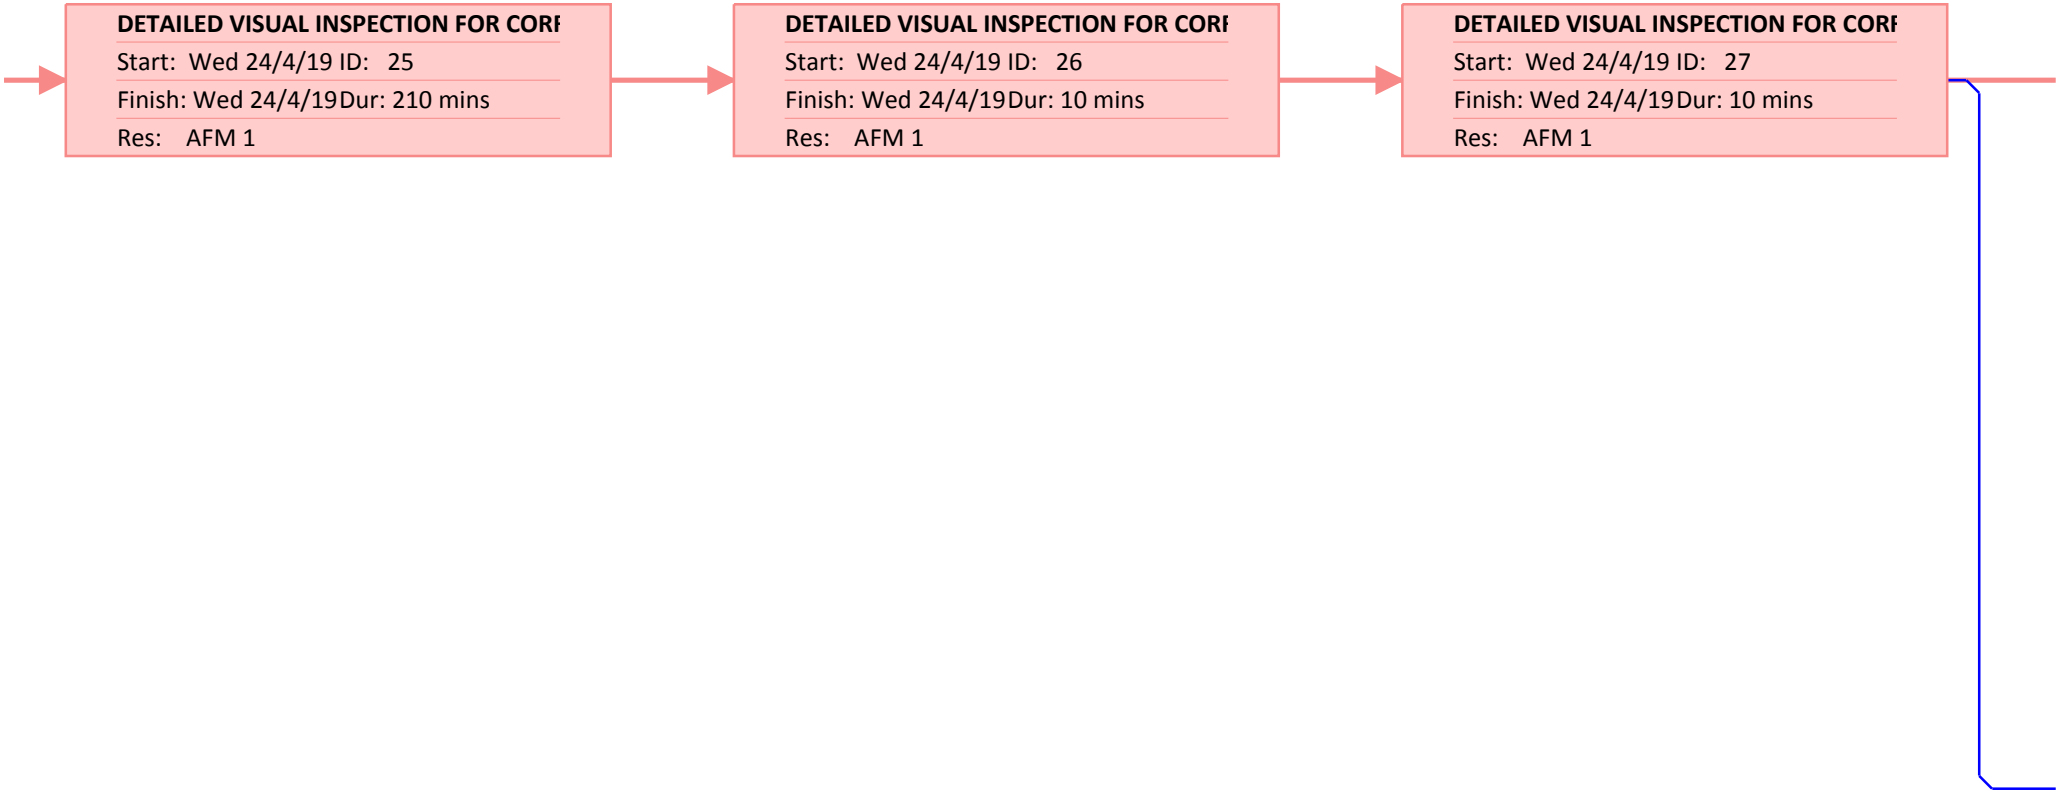 DETAILED VISUAL INSPECTION FOR
Start: Wed 24/4/19 ID: 25
Finish: Wed 24/4/19 Dur: 210 mins
Res: AFM 1
DETAILED VISUAL INSPECTION FOR
Start: Wed 24/4/19 ID: 26
Finish: Wed 24/4/19 Dur: 10 mins
Res: AFM 1
DETAILED VISUAL INSPECTION FOR
Start: Wed 24/4/19 ID: 27
Finish: Wed 24/4/19 Dur: 10 mins
Res: AFM 1